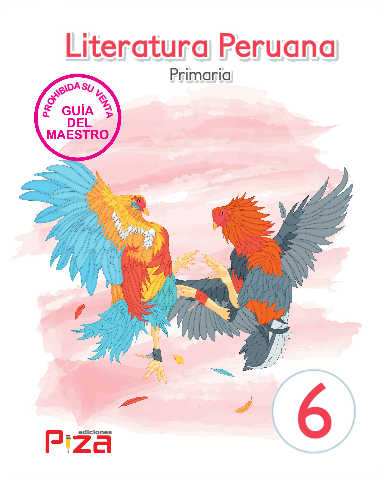 Literatura Peruana
Primaria
PROHIBIDA SU VENTA
GUÍA
DEL
MAESTRO
6
ediciones
Piza